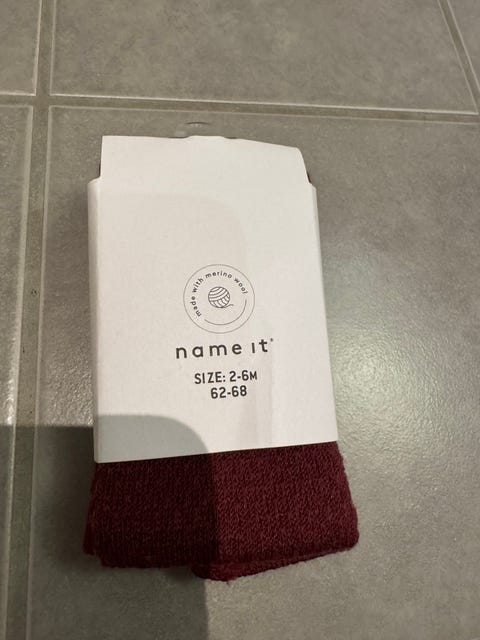 made with merino wool
name it
SIZE: 2-6M
62-68